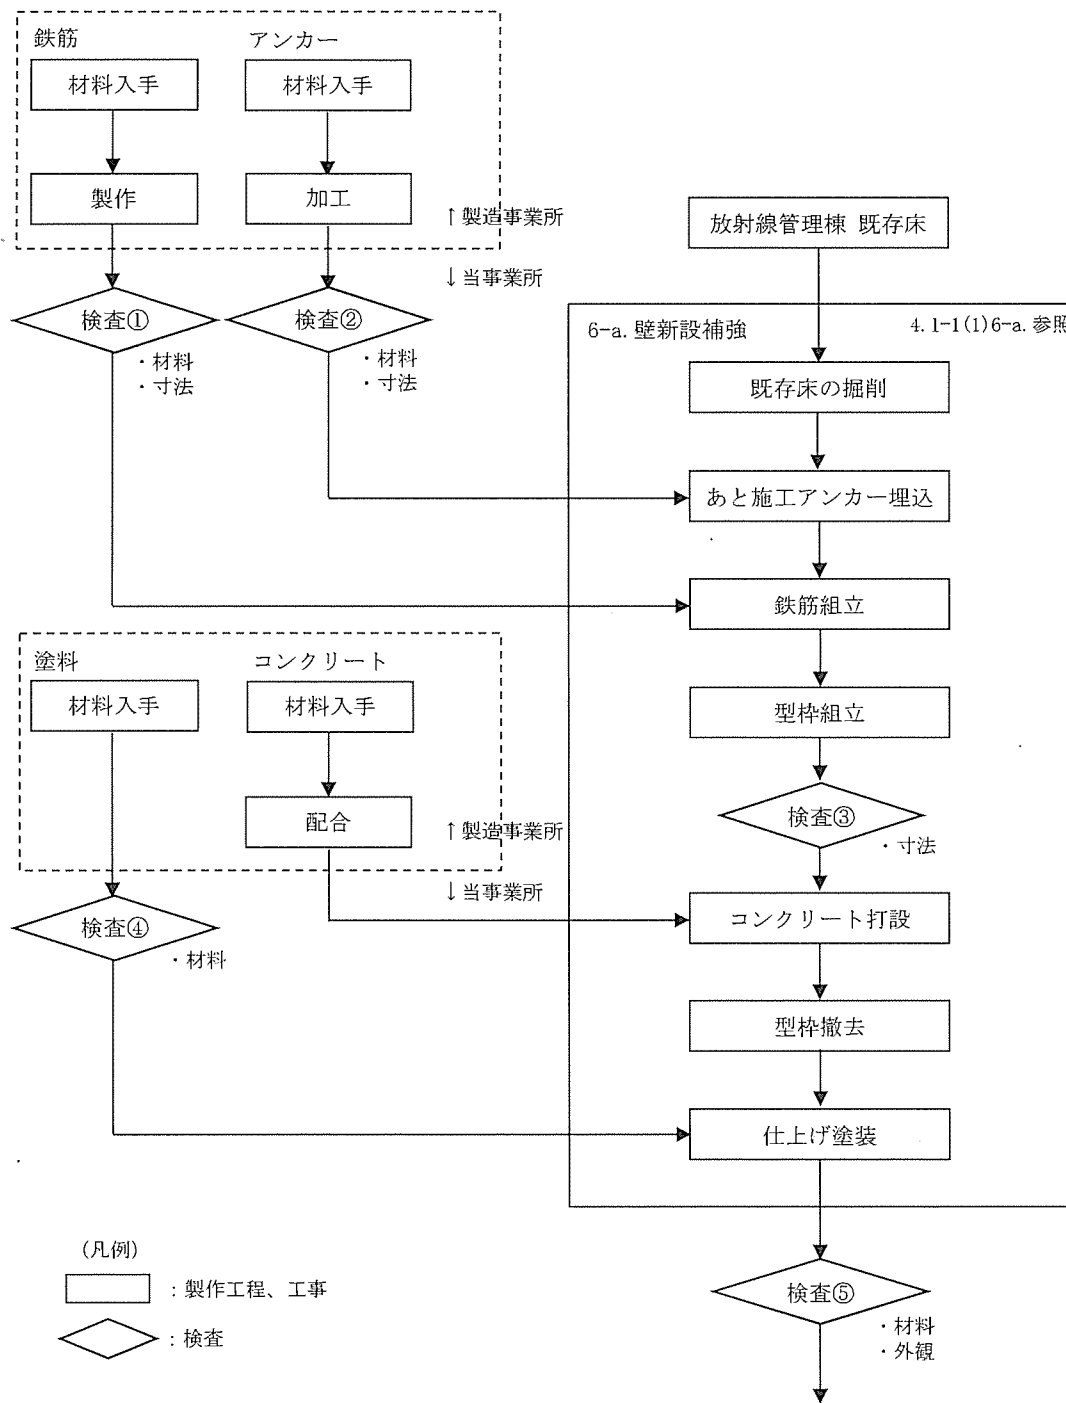 鉄筋
アンカー
材料入手
材料入手
製作
加工
↑製造事業所
↓当事業所
検査①
・材料
・寸法
検査②
・材料
・寸法
放射線管理棟 既存床
6-a. 壁新設補強
4.1-1(1)6-a. 参照
既存床の掘削
あと施工アンカー埋込
鉄筋組立
型枠組立
検査③
・寸法
塗料
コンクリート
材料入手
材料入手
配合
↑製造事業所
↓当事業所
検査④
・材料
コンクリート打設
型枠撤去
仕上げ塗装
検査⑤
・材料
・外観
(凡例)
：製作工程、工事
：検査